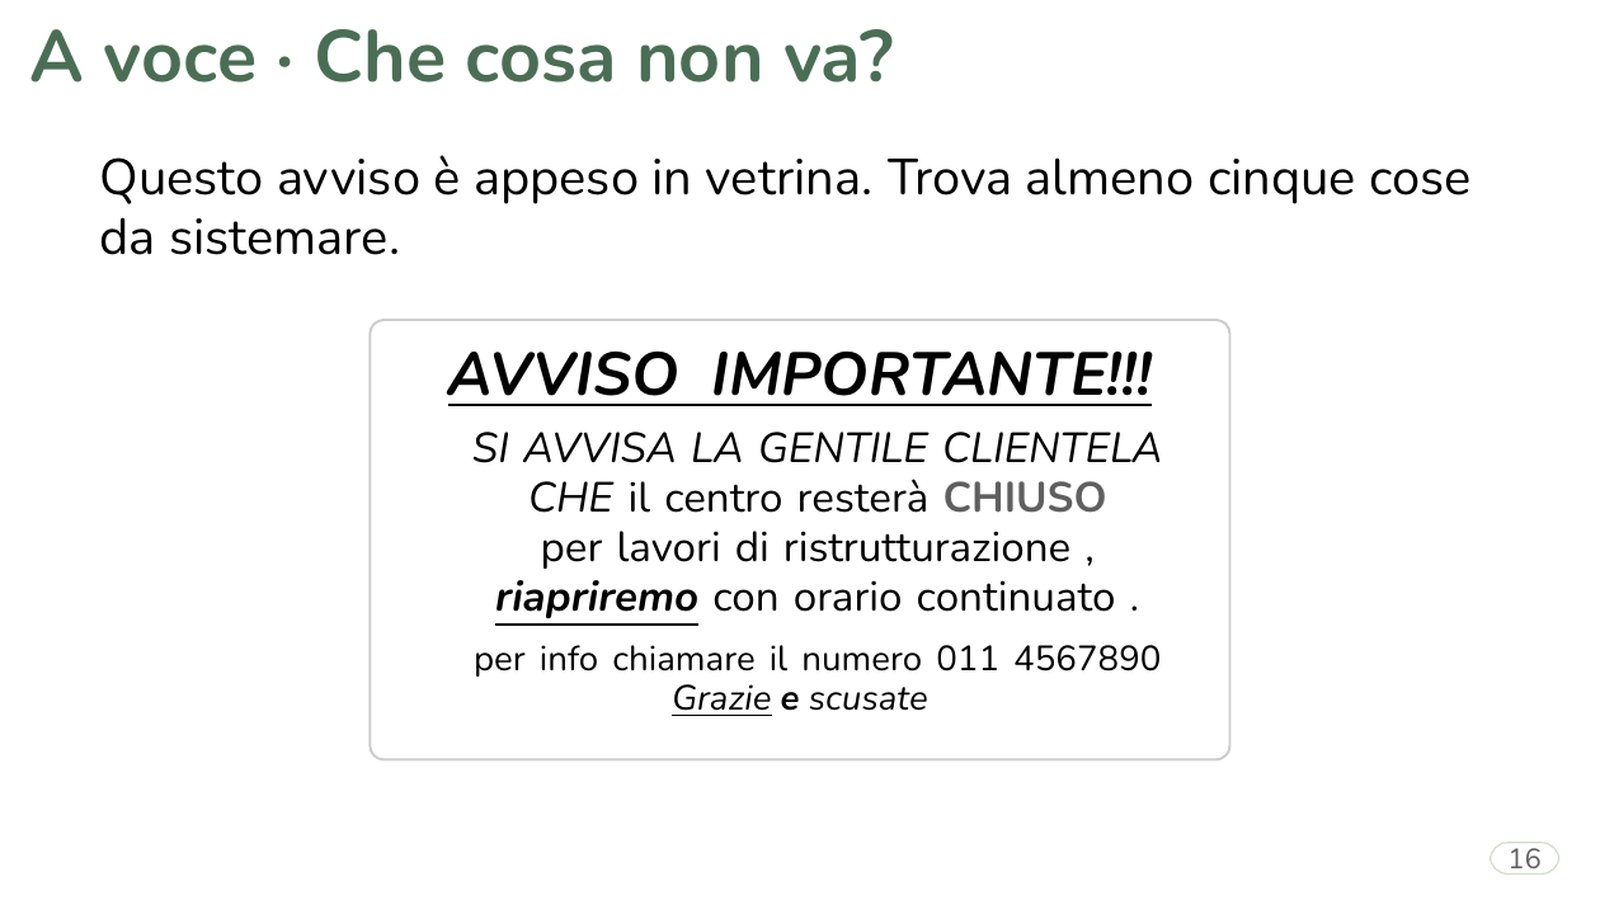 A voce · Che cosa non va?
Questo avviso è appeso in vetrina. Trova almeno cinque cose
da sistemare.
AVVISO  IMPORTANTE!!!
SI AVVISA LA GENTILE CLIENTELA
CHE il centro resterà CHIUSO
per lavori di ristrutturazione ,
riapriremo con orario continuato .
per info chiamare il numero 011 4567890
Grazie e scusate
16